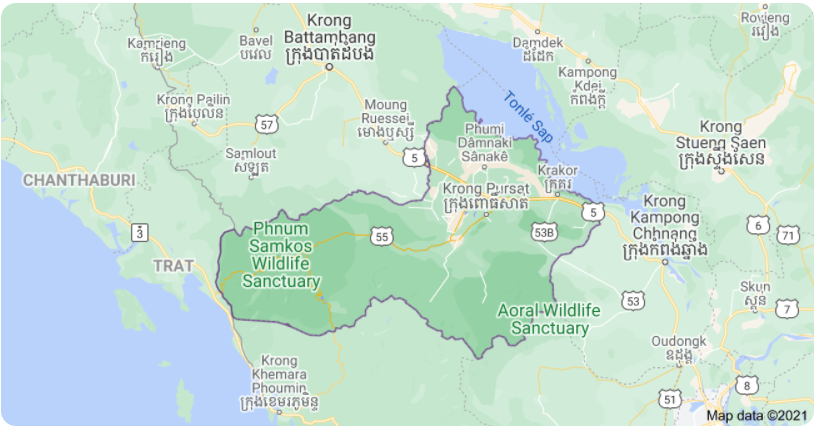 Krong
Battambang
ក្រុងបាត់ដំបង
Bavel
បវេល
Kamrieng
កំរៀង
Damdek
ដំដែក
Rovieng
រវៀង
Kampong
Kdei
កំពង់ក្ដី
Krong Pailin
ក្រុងប៉ៃលិន
57
Moung
Ruessei
មោងឫស្សី
Tonlé Sap
Phumi
Dâmnaki
Sânakê
Krong
Stueng Saen
ក្រុងស្ទឹងសែន
Samlout
សំឡូត
5
Krakor
ក្រគរ
CHANTHABURI
Krong Pursat
ក្រុងពោធិ៍សាត់
Krong
Kampong
Chhnang
ក្រុងកំពង់ឆ្នាំង
5
3
Phnum
Samkos
Wildlife
Sanctuary
55
53B
6
71
TRAT
53
Skun
ស្គន់
7
Aoral Wildlife
Sanctuary
Oudongk
ឧដុង្គ
Krong
Khemara
Phoumin
ក្រុងខេមរភូមិន្ទ
51
8
Map data ©2021